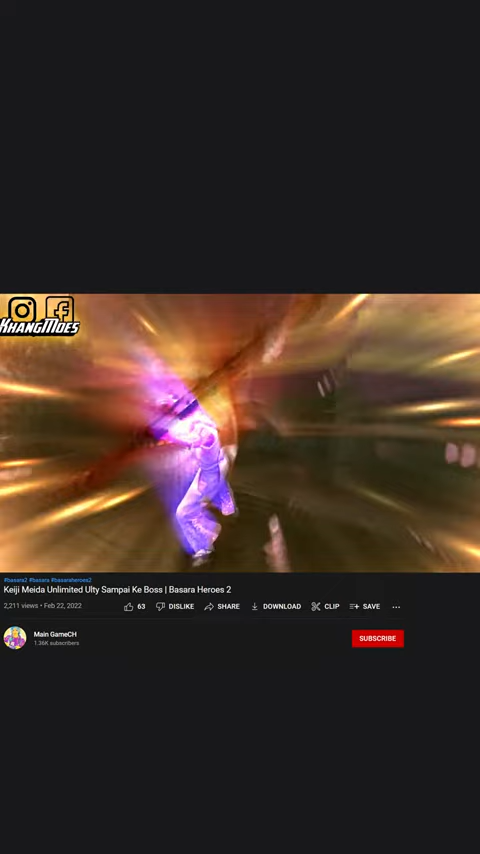 KHANGMOES
#basara2 #basara #basaraheroes2
Keiji Meida Unlimited Ulty Sampai Ke Boss | Basara Heroes 2
2,211 views • Feb 22, 2022
63 DISLIKE SHARE DOWNLOAD CLIP SAVE ...
Main GameCH
1.36K subscribers
SUBSCRIBE